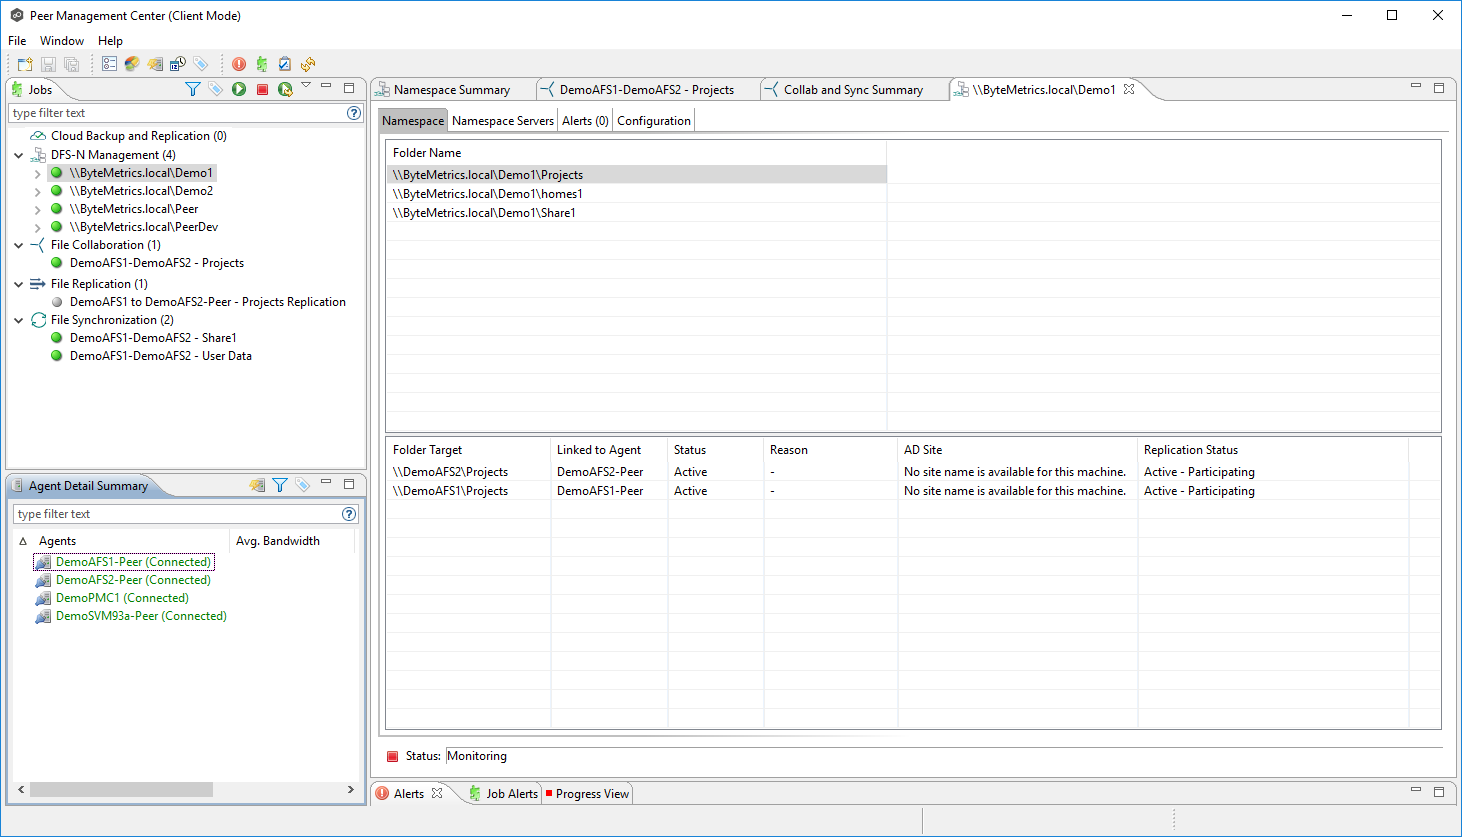 Peer Management Center (Client Mode)
File Window Help
Jobs
type filter text
Cloud Backup and Replication (0)
DFS-N Management (4)
\\ByteMetrics.local\Demo1
\\ByteMetrics.local\Demo2
\\ByteMetrics.local\Peer
\\ByteMetrics.local\PeerDev
File Collaboration (1)
DemoAFS1-DemoAFS2 - Projects
File Replication (1)
DemoAFS1 to DemoAFS2-Peer - Projects Replication
File Synchronization (2)
DemoAFS1-DemoAFS2 - Share1
DemoAFS1-DemoAFS2 - User Data
Agent Detail Summary
type filter text
Agents Avg. Bandwidth
DemoAFS1-Peer (Connected)
DemoAFS2-Peer (Connected)
DemoPMC1 (Connected)
DemoSVM93a-Peer (Connected)
Namespace Summary DemoAFS1-DemoAFS2 - Projects Collab and Sync Summary \\ByteMetrics.local\Demo1
Namespace Namespace Servers Alerts (0) Configuration
Folder Name
\\ByteMetrics.local\Demo1\Projects
\\ByteMetrics.local\Demo1\homes1
\\ByteMetrics.local\Demo1\Share1
Folder Target Linked to Agent Status Reason AD Site Replication Status
\\DemoAFS2\Projects DemoAFS2-Peer Active - No site name is available for this machine. Active - Participating
\\DemoAFS1\Projects DemoAFS1-Peer Active - No site name is available for this machine. Active - Participating
Status: Monitoring
Alerts Job Alerts Progress View